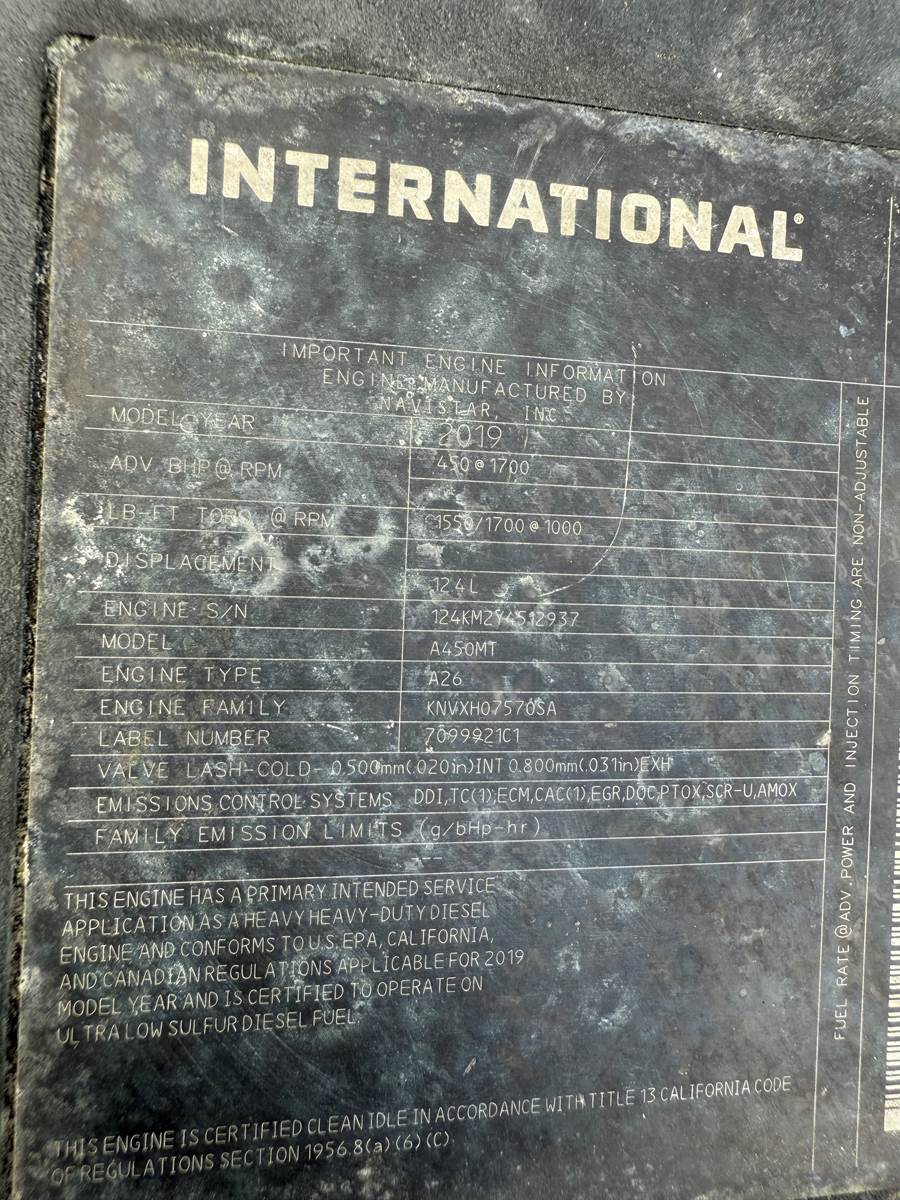 INTERNATIONAL®
IMPORTANT ENGINE INFORMATION
ENGINE MANUFACTURED BY
NAVISTAR, INC.
MODEL YEAR 2019
ADV BHP @ RPM 450 @ 1700
LB-FT TORQ @ RPM 1550/1700 @ 1000
DISPLACEMENT 12.4 L
ENGINE S/N 124KM2Y4512937
MODEL A450MT
ENGINE TYPE A26
ENGINE FAMILY KNVXH07570SA
LABEL NUMBER 7099921C1
VALVE LASH-COLD- 0.500mm(.020in)INT 0.800mm(.031in)EXH
EMISSIONS CONTROL SYSTEMS DDI,TC(1),ECM,CAC(1),EGR,DOC,PTOX,SCR-U,AMOX
FAMILY EMISSION LIMITS (g/bHp-hr)
---
THIS ENGINE HAS A PRIMARY INTENDED SERVICE
APPLICATION AS A HEAVY HEAVY-DUTY DIESEL
ENGINE AND CONFORMS TO U.S. EPA, CALIFORNIA,
AND CANADIAN REGULATIONS APPLICABLE FOR 2019
MODEL YEAR AND IS CERTIFIED TO OPERATE ON
ULTRA LOW SULFUR DIESEL FUEL.
THIS ENGINE IS CERTIFIED CLEAN IDLE IN ACCORDANCE WITH TITLE 13 CALIFORNIA CODE
OF REGULATIONS SECTION 1956.8(a)(6)(C)
FUEL RATE @ ADV. POWER AND INJECTION TIMING ARE NON-ADJUSTABLE